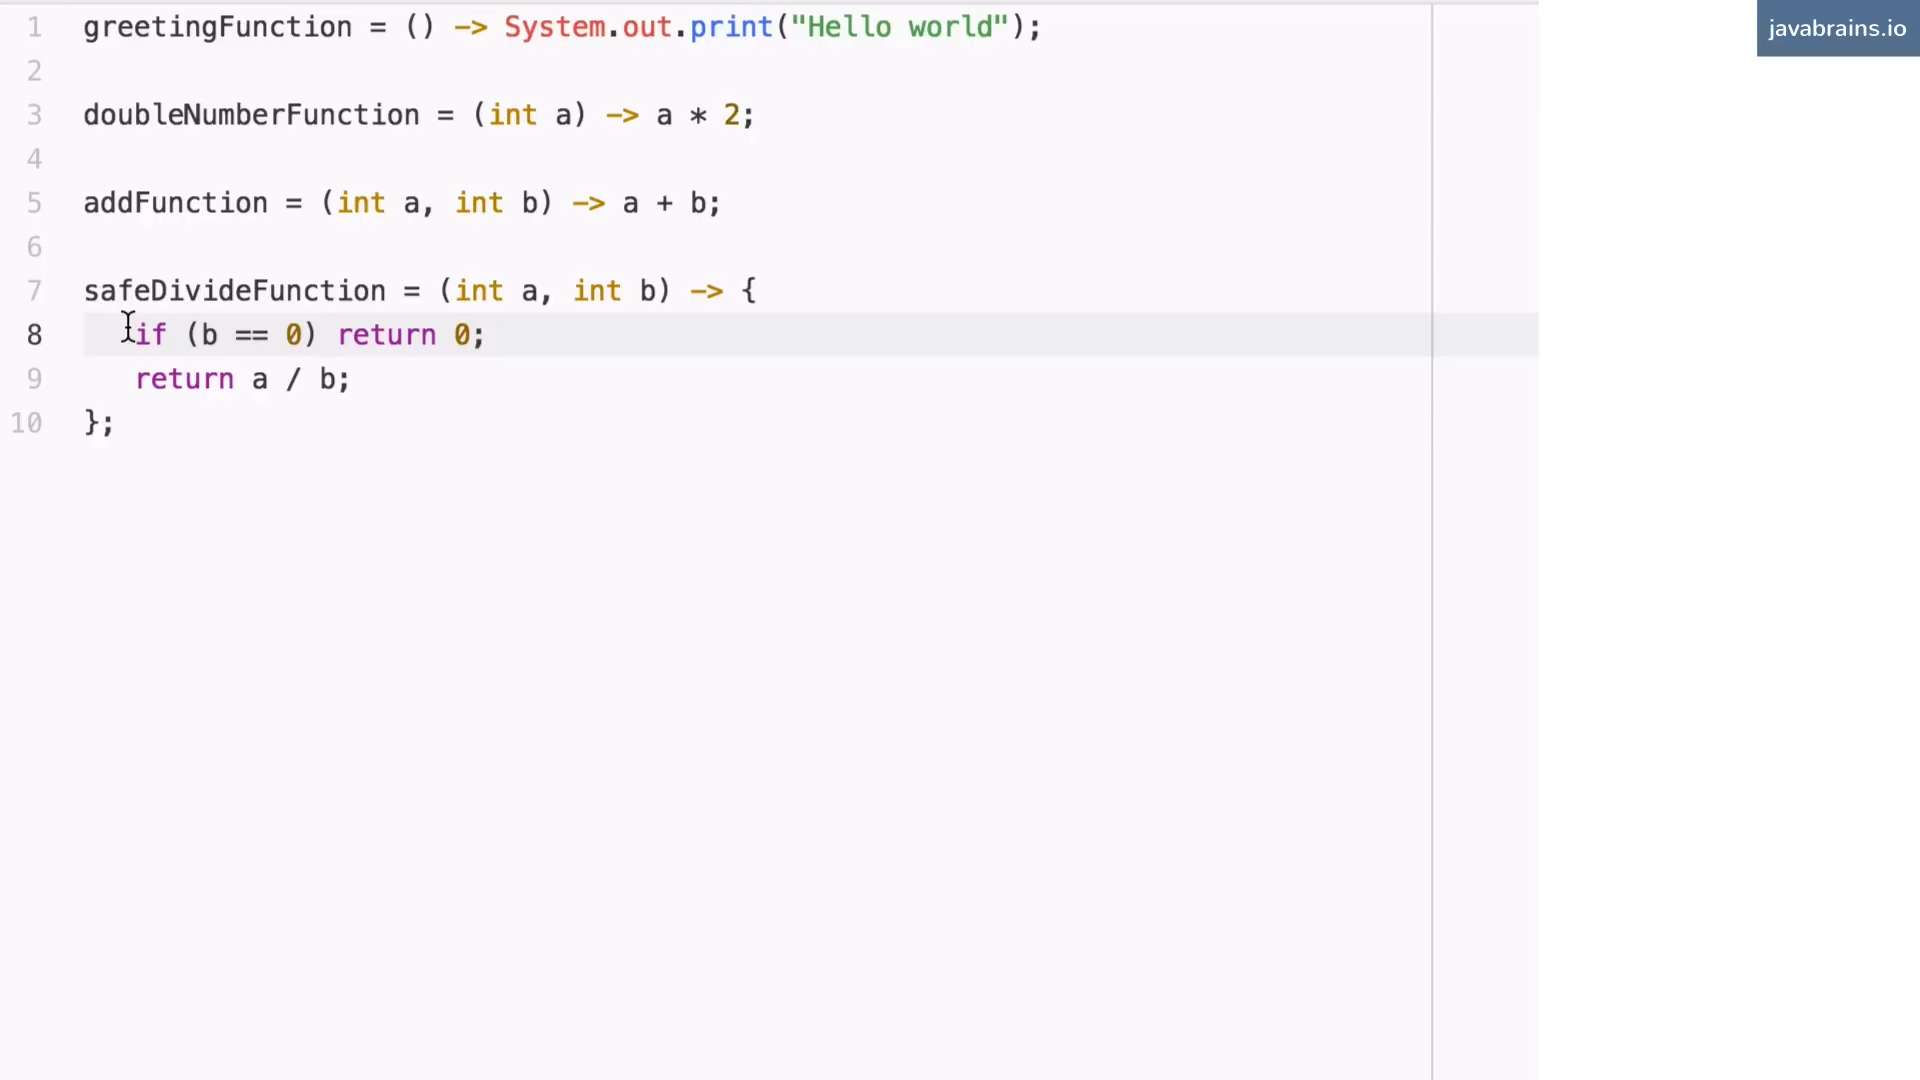 javabrains.io
1 greetingFunction = () -> System.out.print("Hello world");
2
3 doubleNumberFunction = (int a) -> a * 2;
4
5 addFunction = (int a, int b) -> a + b;
6
7 safeDivideFunction = (int a, int b) -> {
8 if (b == 0) return 0;
9 return a / b;
10 };